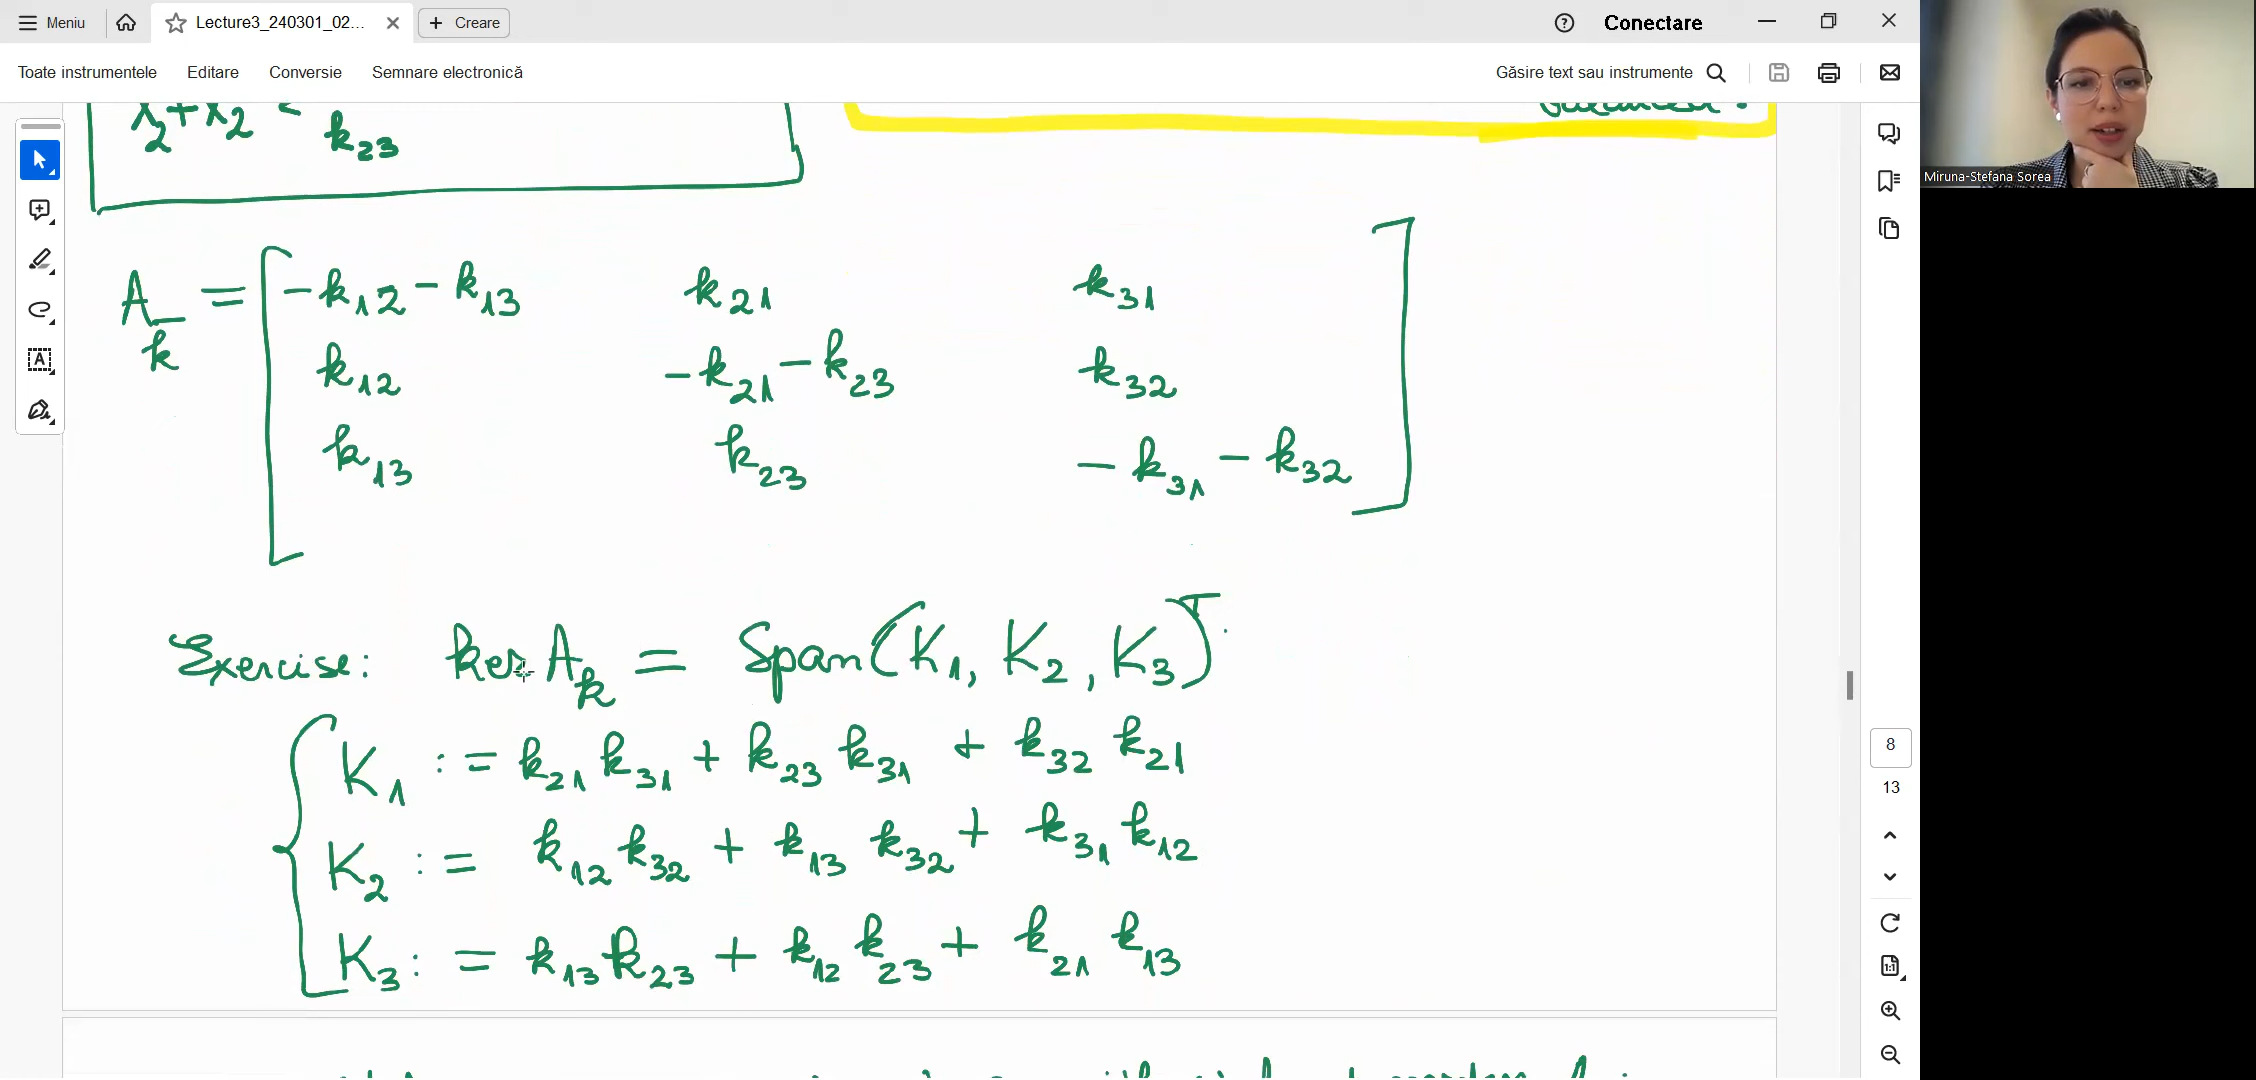 Meniu
Lecture3_240301_02...
Creare
Conectare
Toate instrumentele Editare Conversie Semnare electronică
Găsire text sau instrumente
Miruna-Stefana Sorea
k₂₃
A_k = [ -k₁₂ - k₁₃ k₂₁ k₃₁
k₁₂ -k₂₁ - k₂₃ k₃₂
k₁₃ k₂₃ -k₃₁ - k₃₂ ]
Exercise: ker A_k = Span(K₁, K₂, K₃)ᵀ.
K₁ := k₂₁ k₃₁ + k₂₃ k₃₁ + k₃₂ k₂₁
K₂ := k₁₂ k₃₂ + k₁₃ k₃₂ + k₃₁ k₁₂
K₃ := k₁₃ k₂₃ + k₁₂ k₂₃ + k₂₁ k₁₃
8
13